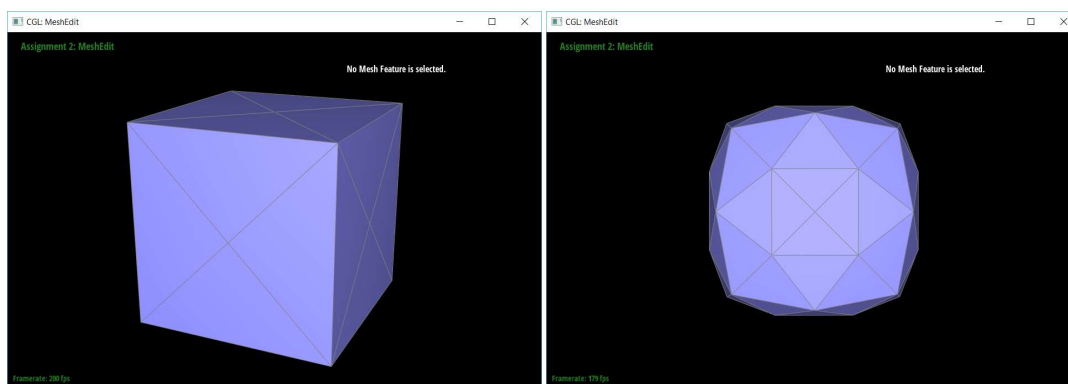 CGL: MeshEdit
Assignment 2: MeshEdit
No Mesh Feature is selected.
Framerate: 200 fps
CGL: MeshEdit
Assignment 2: MeshEdit
No Mesh Feature is selected.
Framerate: 179 fps